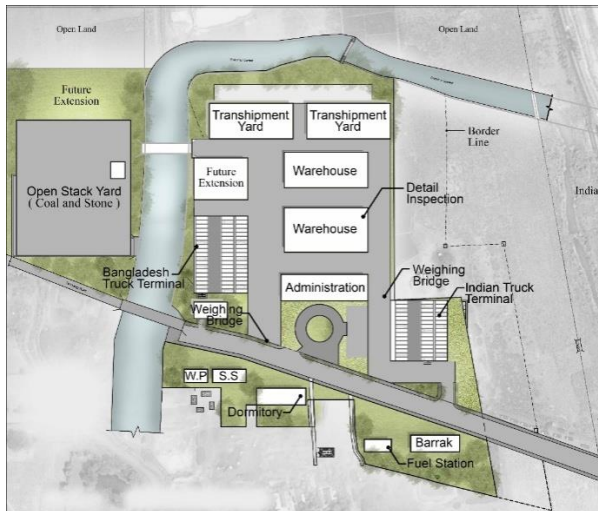 Open Land
Open Land
Future
Extension
Transhipment
Yard
Transhipment
Yard
Border
Line
Future
Extension
Warehouse
Detail
Inspection
India
Open Stack Yard
( Coal and Stone )
Warehouse
Bangladesh
Truck Terminal
Administration
Weighing
Bridge
Indian Truck
Terminal
Weighing
Bridge
W.P
S.S
Dormitory
Barrak
Fuel Station